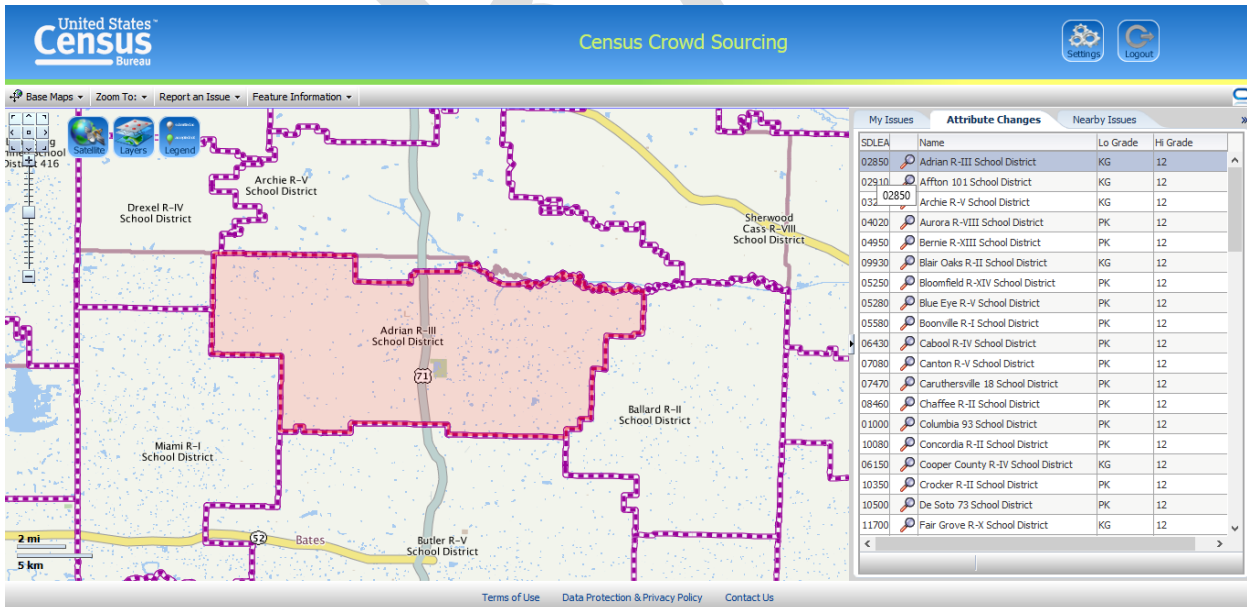 United States™
Census
Bureau
Census Crowd Sourcing
Settings
Logout
Base Maps
Zoom To:
Report an Issue
Feature Information
Satellite
Layers
Legend
School
District 416
Archie R-V
School District
Drexel R-IV
School District
Sherwood
Cass R-VIII
School District
Adrian R-III
School District
71
Ballard R-II
School District
Miami R-I
School District
52
Bates
Butler R-V
School District
2 mi
5 km
My Issues
Attribute Changes
Nearby Issues
»
SDLEA Name Lo Grade Hi Grade
02850 Adrian R-III School District KG 12
02910 Affton 101 School District KG 12
02850
Archie R-V School District KG 12
04020 Aurora R-VIII School District PK 12
04950 Bernie R-XIII School District PK 12
09930 Blair Oaks R-II School District PK 12
05250 Bloomfield R-XIV School District PK 12
05280 Blue Eye R-V School District PK 12
05580 Boonville R-I School District PK 12
06430 Cabool R-IV School District PK 12
07080 Canton R-V School District PK 12
07470 Caruthersville 18 School District PK 12
08460 Chaffee R-II School District PK 12
01000 Columbia 93 School District PK 12
10080 Concordia R-II School District PK 12
06150 Cooper County R-IV School District KG 12
10350 Crocker R-II School District PK 12
10500 De Soto 73 School District PK 12
11700 Fair Grove R-X School District KG 12
Terms of Use
Data Protection & Privacy Policy
Contact Us